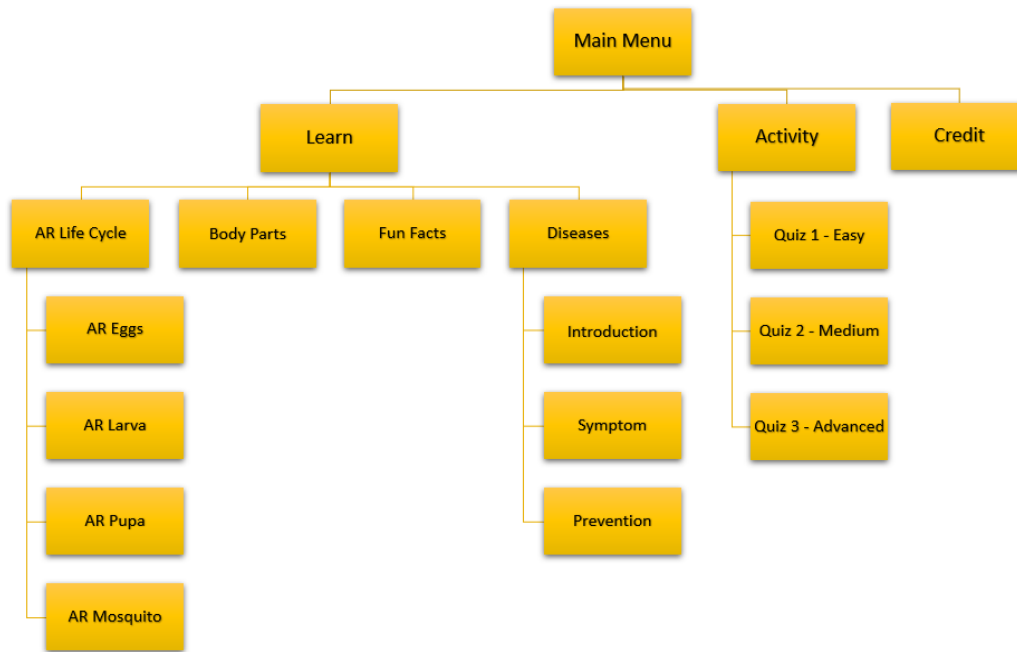 Main Menu
Learn
Activity
Credit
AR Life Cycle
Body Parts
Fun Facts
Diseases
Quiz 1 - Easy
AR Eggs
Introduction
Quiz 2 - Medium
AR Larva
Symptom
Quiz 3 - Advanced
AR Pupa
Prevention
AR Mosquito